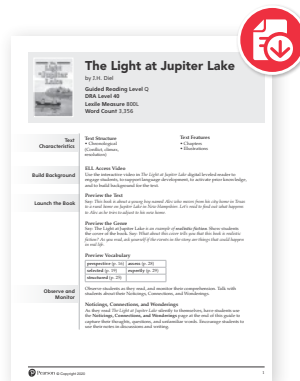 The Light at Jupiter Lake
by J.H. Diel
Guided Reading Level Q
DRA Level 40
Lexile Measure 800L
Word Count 3,356
Text
Characteristics
Text Structure
• Chronological
(Conflict, climax,
resolution)
Text Features
• Chapters
• Illustrations
Build Background
ELL Access Video
Use the interactive video in The Light at Jupiter Lake digital leveled reader to
engage students, to support language development, to activate prior knowledge,
and to build background for the text.
Launch the Book
Preview the Text
Say: This book is about a young boy named Alex who moves from his city home in Texas
to a rural home on Jupiter Lake in New Hampshire. Let's read to find out what happens
to Alex as he tries to adjust to his new home.
Preview the Genre
Say: The Light at Jupiter Lake is an example of realistic fiction. Show students
the cover of the book. Say: What about this cover tells you that this book is realistic
fiction? As you read, ask yourself if the events in the story are things that could happen
in real life.
Preview Vocabulary
perspective (p. 16) access (p. 28)
selected (p. 19) expertly (p. 29)
structured (p. 25)
Observe and
Monitor
Observe students as they read, and monitor their comprehension. Talk with
students about their Noticings, Connections, and Wonderings.
Noticings, Connections, and Wonderings
As they read The Light at Jupiter Lake silently to themselves, have students use
the Noticings, Connections, and Wonderings page at the end of this guide to
capture their thoughts, questions, and unfamiliar words. Encourage students to
use their notes in discussions and writing.
Pearson © Copyright 2020
1